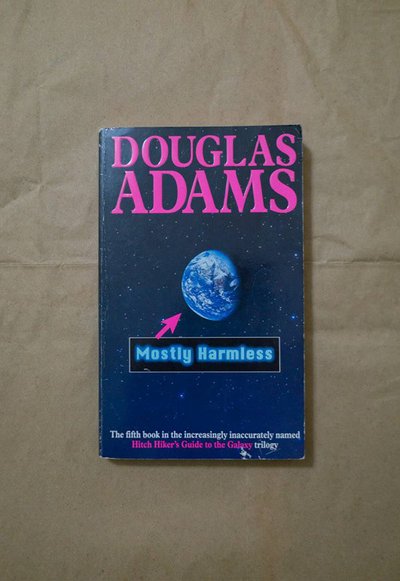 DOUGLAS
ADAMS
Mostly Harmless
The fifth book in the increasingly inaccurately named
Hitch Hiker's Guide to the Galaxy trilogy